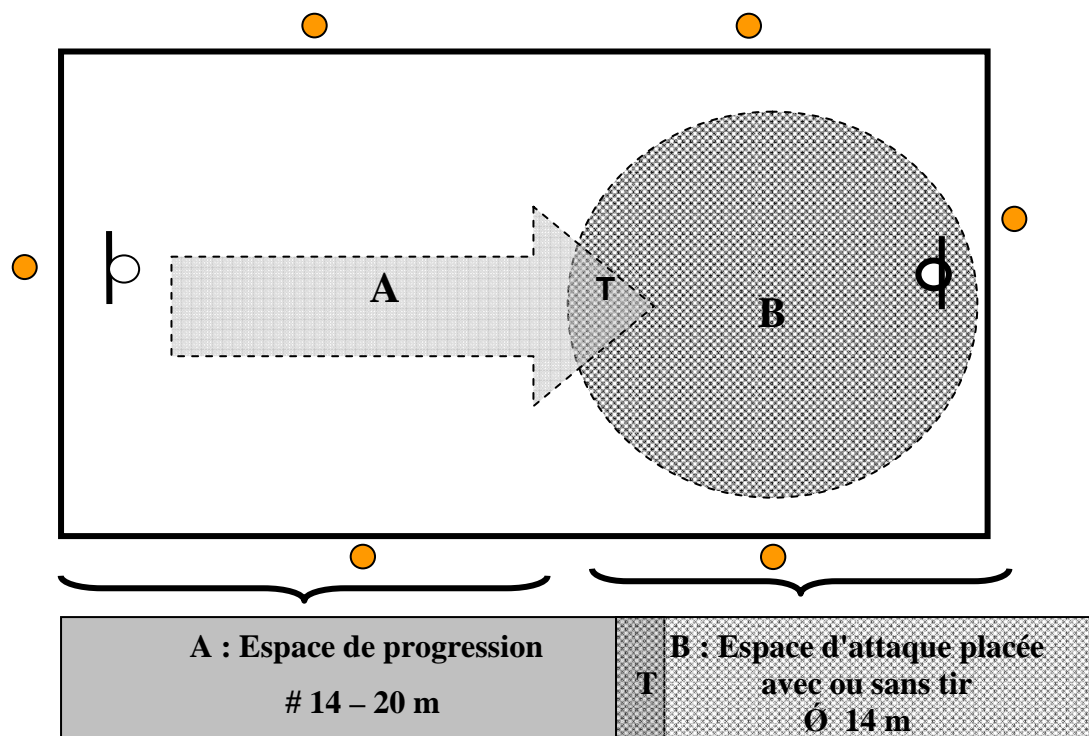 A
T
B
A : Espace de progression
# 14 – 20 m
T
B : Espace d'attaque placée
avec ou sans tir
Ǿ 14 m